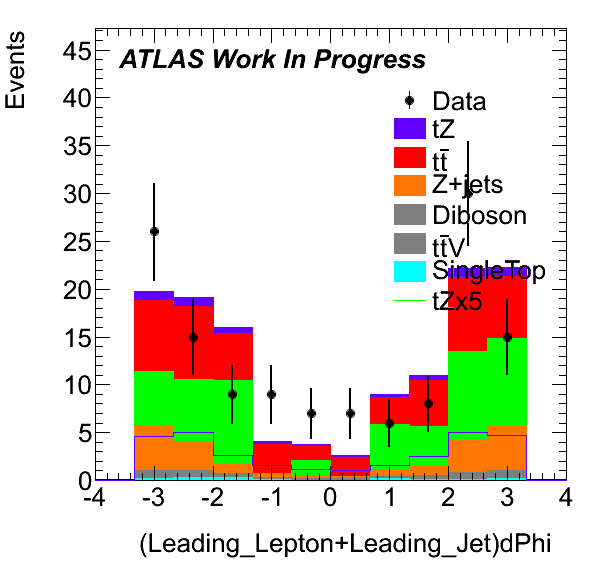 Events
ATLAS Work In Progress
Data
tZ
tt̄
Z+jets
Diboson
tt̄V
SingleTop
tZx5
45
40
35
30
25
20
15
10
5
0
-4 -3 -2 -1 0 1 2 3 4
(Leading_Lepton+Leading_Jet)dPhi